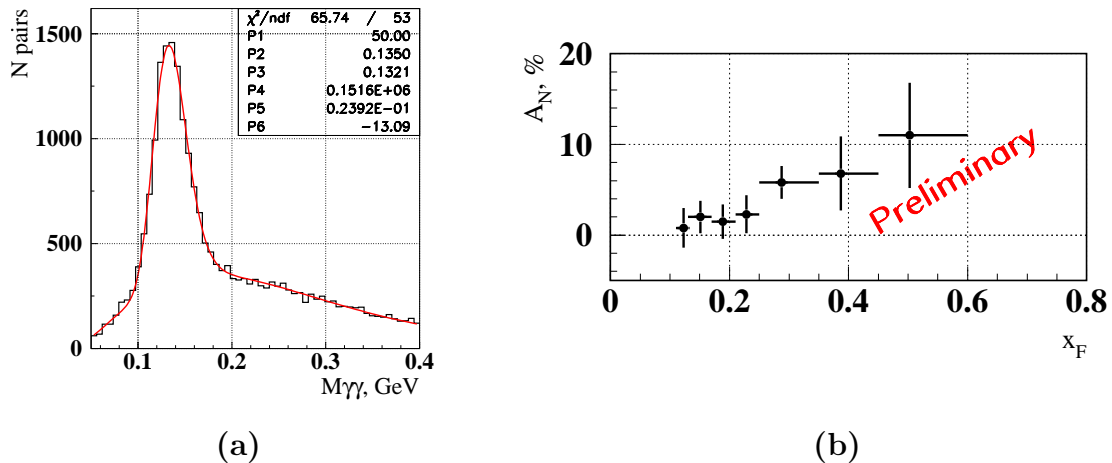 N pairs
1500
1000
500
0
χ²/ndf 65.74 / 53
P1 50.00
P2 0.1350
P3 0.1321
P4 0.1516E+06
P5 0.2392E-01
P6 -13.09
0.1 0.2 0.3 0.4
Mγγ, GeV
(a)
A_N, %
20
10
0
Preliminary
0 0.2 0.4 0.6 0.8
x_F
(b)